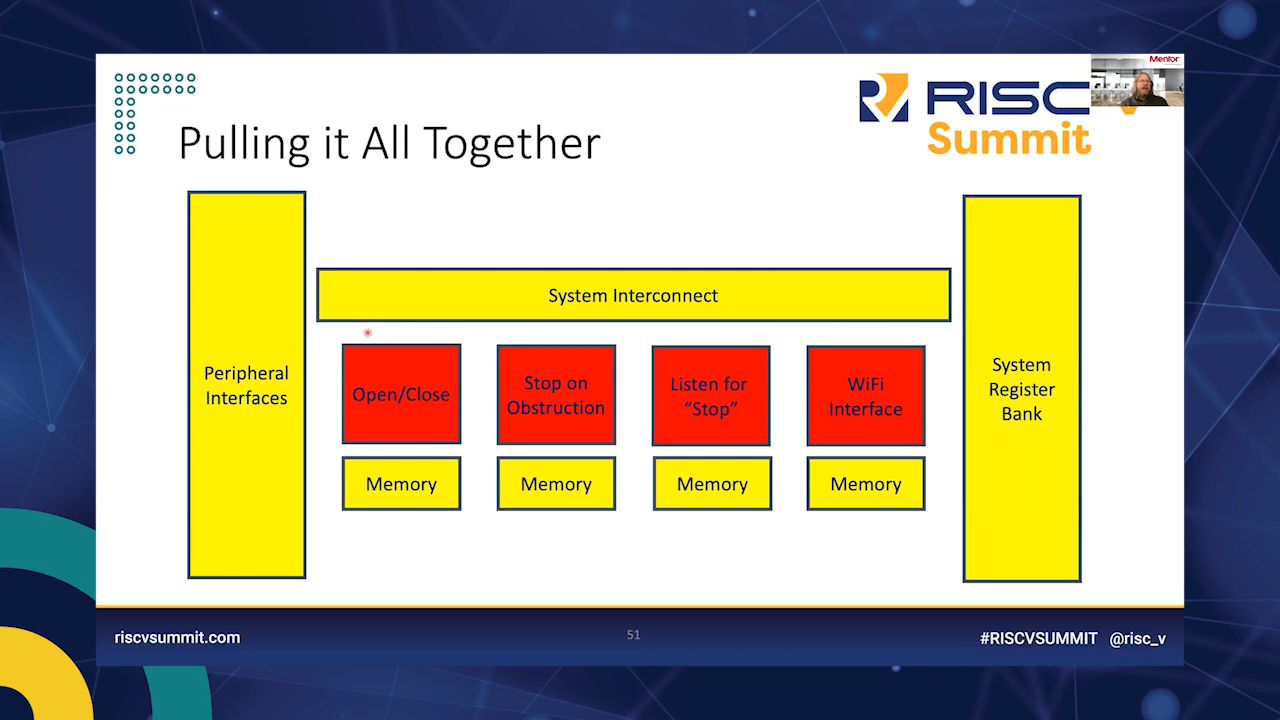 Mentor
RISC
Summit
Pulling it All Together
System Interconnect
Peripheral
Interfaces
Open/Close
Stop on
Obstruction
Listen for
“Stop”
WiFi
Interface
System
Register
Bank
Memory
Memory
Memory
Memory
riscvsummit.com
51
#RISCVSUMMIT @risc_v